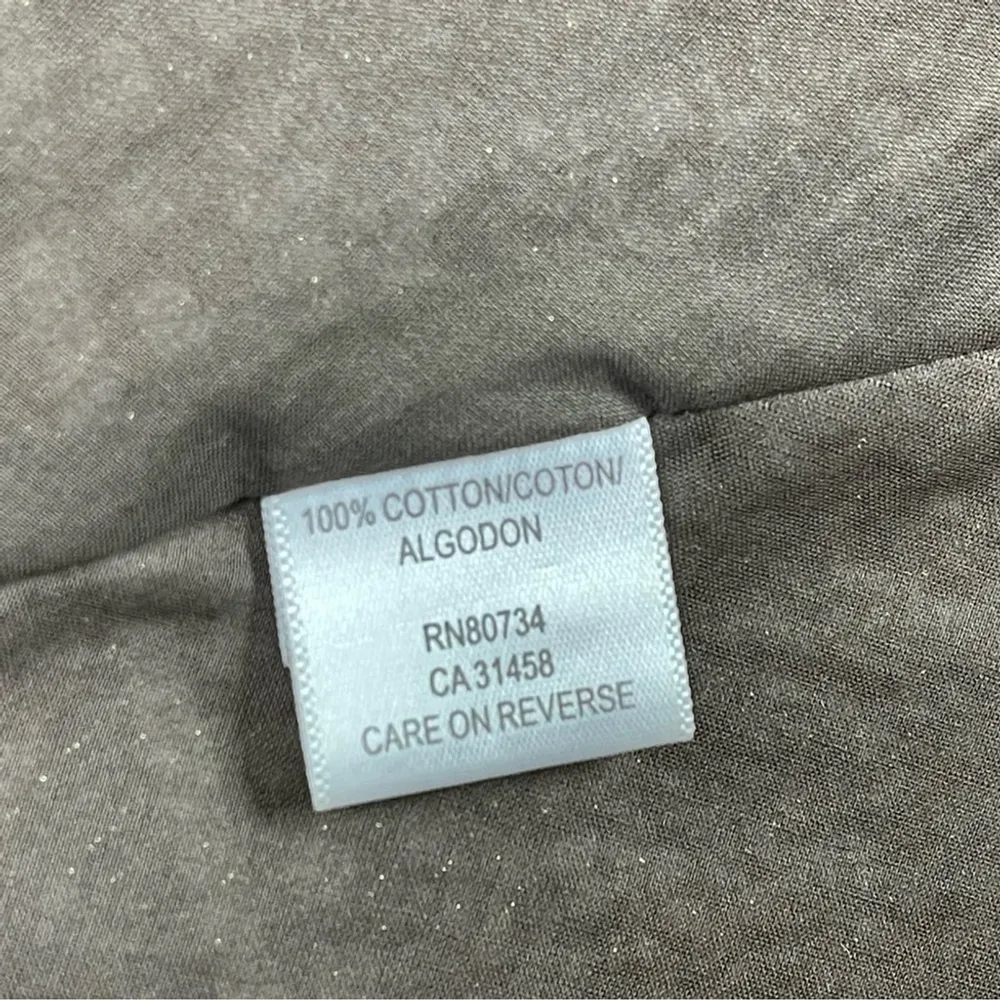 100% COTTON/COTON/
ALGODON
RN80734
CA 31458
CARE ON REVERSE